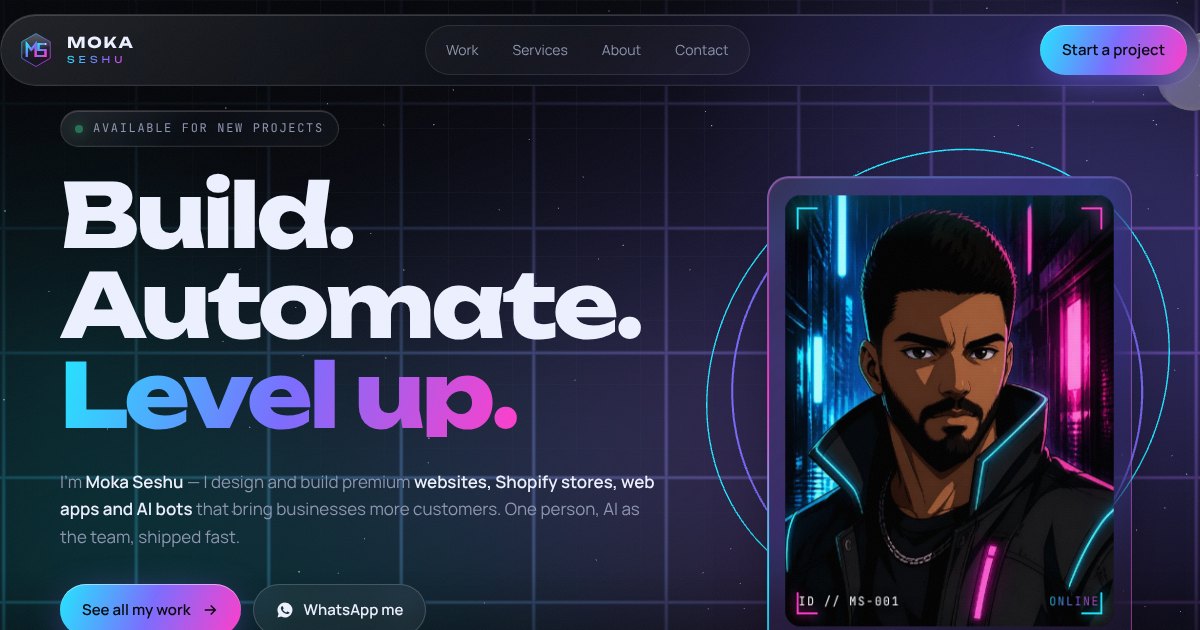 MS
MOKA
SESHU
Work
Services
About
Contact
Start a project
AVAILABLE FOR NEW PROJECTS
Build.
Automate.
Level up.
I'm Moka Seshu — I design and build premium websites, Shopify stores, web
apps and AI bots that bring businesses more customers. One person, AI as
the team, shipped fast.
See all my work →
WhatsApp me
ID // MS-001
ONLINE